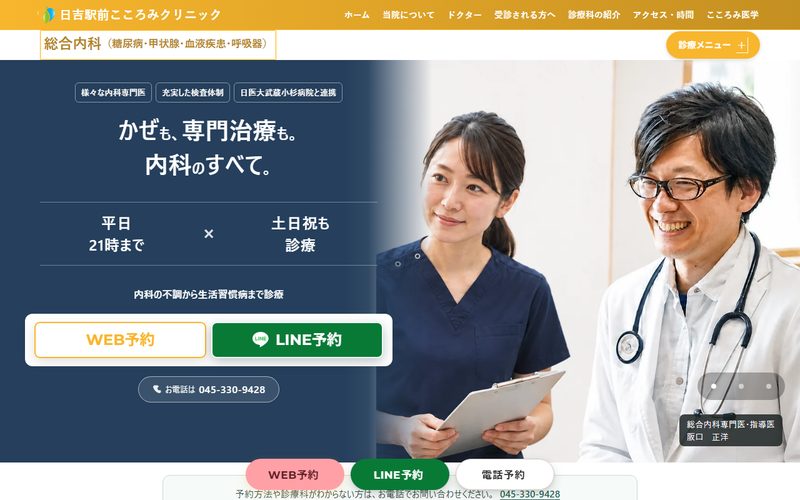 日吉駅前こころみクリニック
ホーム 当院について ドクター 受診される方へ 診療科の紹介 アクセス・時間 こころみ医学
総合内科（糖尿病・甲状腺・血液疾患・呼吸器）
診療メニュー
様々な内科専門医 充実した検査体制 日医大武蔵小杉病院と連携
かぜも、専門治療も。
内科のすべて。
平日
21時まで
×
土日祝も
診療
内科の不調から生活習慣病まで診療
WEB予約 LINE LINE予約
お電話は 045-330-9428
総合内科専門医・指導医
阪口 正洋
WEB予約 LINE予約 電話予約
予約方法や診療科がわからない方は、お電話でお問い合わせください。 045-330-9428